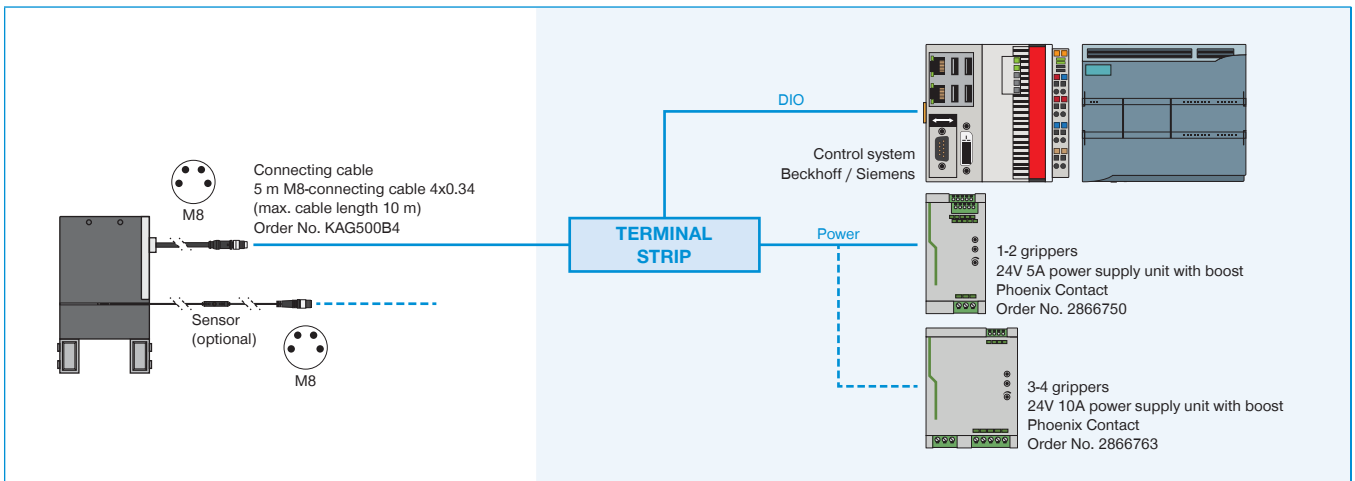 M8
Connecting cable
5 m M8-connecting cable 4x0.34
(max. cable length 10 m)
Order No. KAG500B4
Sensor
(optional)
M8
TERMINAL
STRIP
DIO
Control system
Beckhoff / Siemens
Power
1-2 grippers
24V 5A power supply unit with boost
Phoenix Contact
Order No. 2866750
3-4 grippers
24V 10A power supply unit with boost
Phoenix Contact
Order No. 2866763